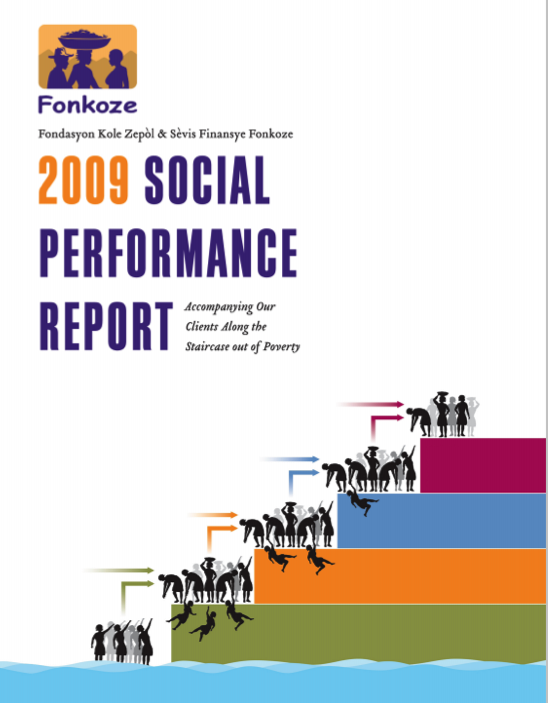 Fonkoze
Fondasyon Kole Zepòl & Sèvis Finansye Fonkoze
2009 SOCIAL
PERFORMANCE
REPORT
Accompanying Our
Clients Along the
Staircase out of Poverty